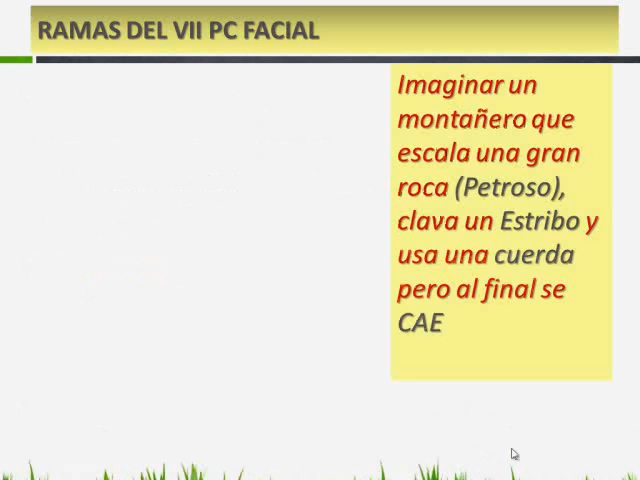 RAMAS DEL VII PC FACIAL
Imaginar un
montañero que
escala una gran
roca (Petroso),
clava un Estribo y
usa una cuerda
pero al final se
CAE